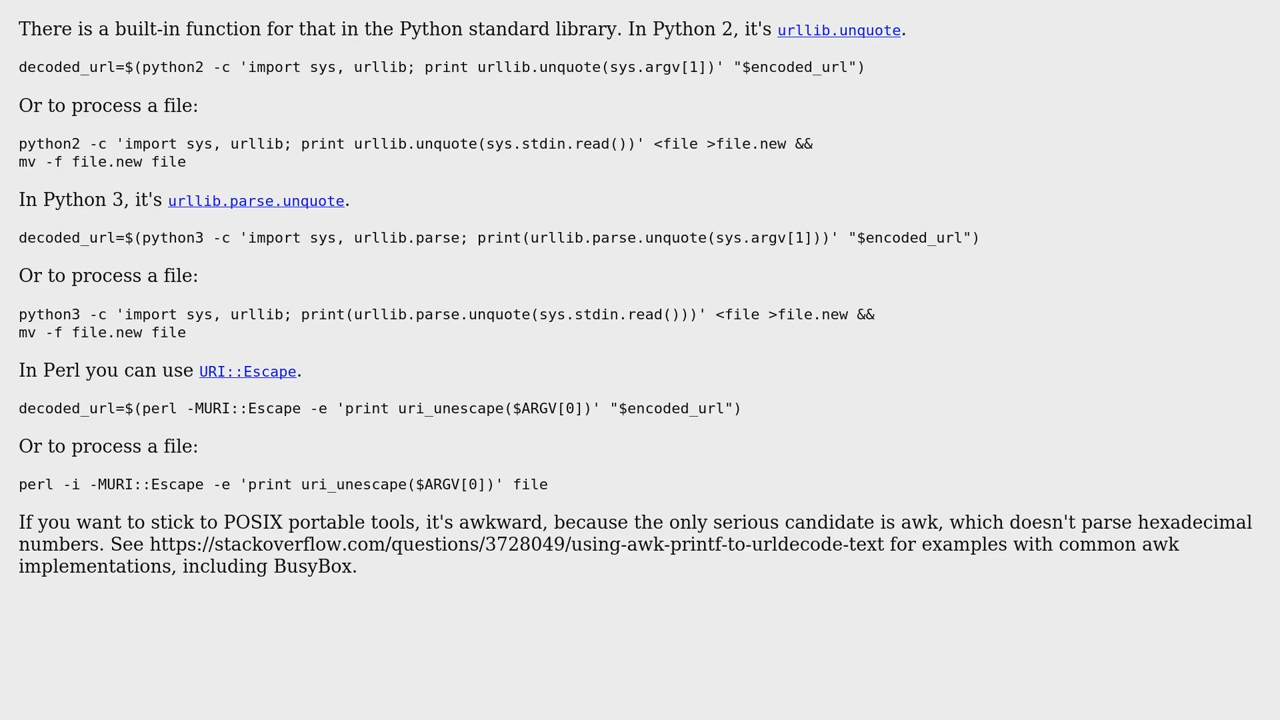 There is a built-in function for that in the Python standard library. In Python 2, it's urllib.unquote.
decoded_url=$(python2 -c 'import sys, urllib; print urllib.unquote(sys.argv[1])' "$encoded_url")
Or to process a file:
python2 -c 'import sys, urllib; print urllib.unquote(sys.stdin.read())' <file >file.new &&
mv -f file.new file
In Python 3, it's urllib.parse.unquote.
decoded_url=$(python3 -c 'import sys, urllib.parse; print(urllib.parse.unquote(sys.argv[1]))' "$encoded_url")
Or to process a file:
python3 -c 'import sys, urllib; print(urllib.parse.unquote(sys.stdin.read()))' <file >file.new &&
mv -f file.new file
In Perl you can use URI::Escape.
decoded_url=$(perl -MURI::Escape -e 'print uri_unescape($ARGV[0])' "$encoded_url")
Or to process a file:
perl -i -MURI::Escape -e 'print uri_unescape($ARGV[0])' file
If you want to stick to POSIX portable tools, it's awkward, because the only serious candidate is awk, which doesn't parse hexadecimal
numbers. See https://stackoverflow.com/questions/3728049/using-awk-printf-to-urldecode-text for examples with common awk
implementations, including BusyBox.